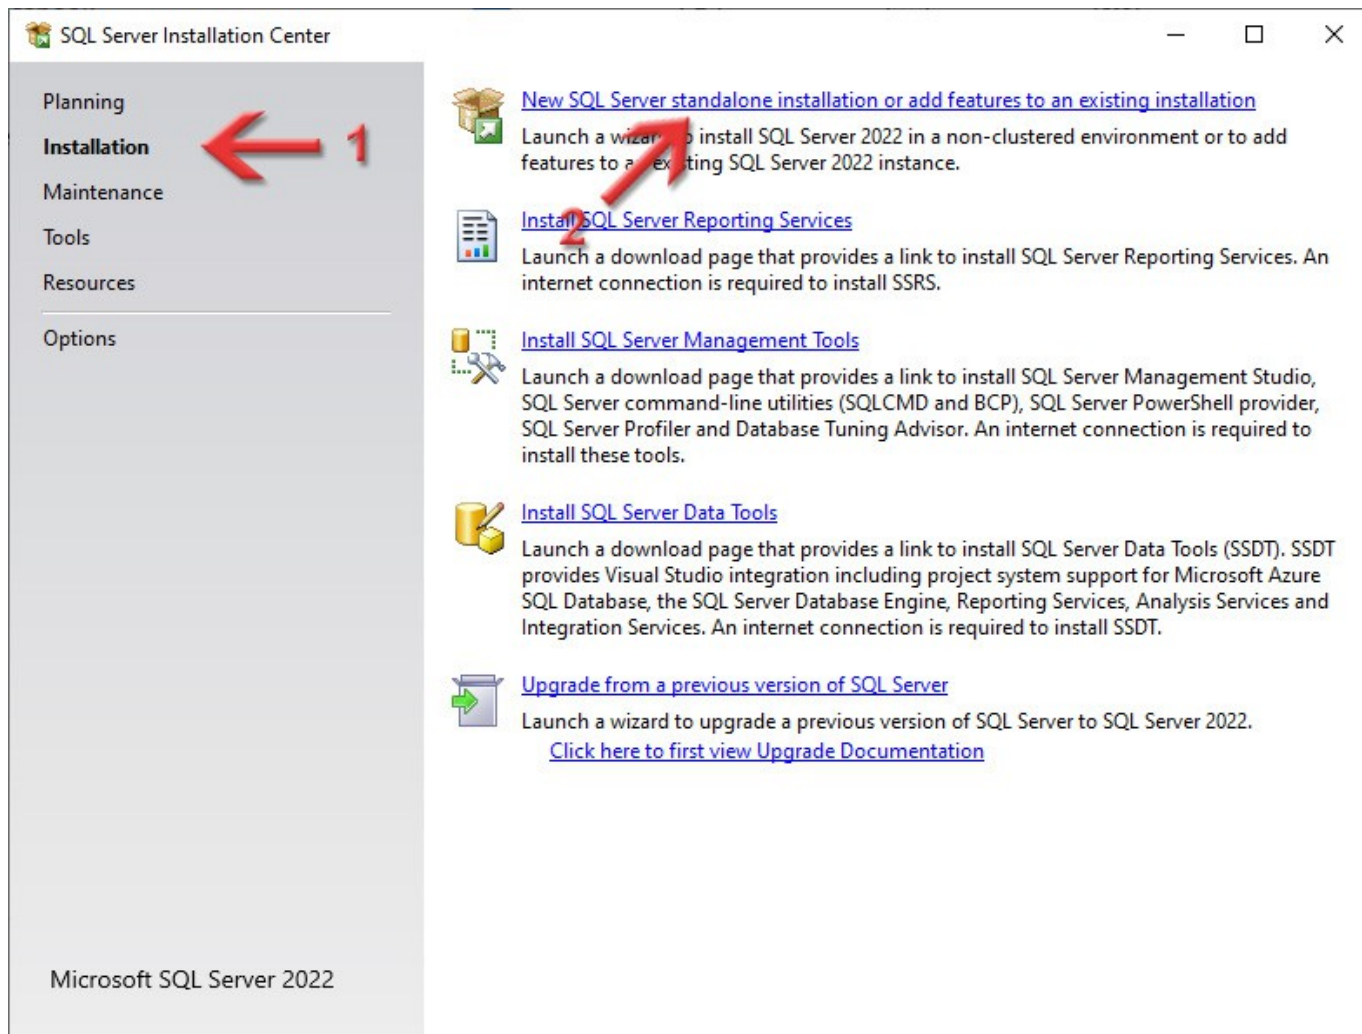 SQL Server Installation Center
Planning
Installation
1
Maintenance
Tools
Resources
Options
Microsoft SQL Server 2022
New SQL Server standalone installation or add features to an existing installation
Launch a to install SQL Server 2022 in a non-clustered environment or to add
features to SQL Server 2022 instance.
2
Install SQL Server Reporting Services
Launch a download page that provides a link to install SQL Server Reporting Services. An
internet connection is required to install SSRS.
Install SQL Server Management Tools
Launch a download page that provides a link to install SQL Server Management Studio,
SQL Server command-line utilities (SQLCMD and BCP), SQL Server PowerShell provider,
SQL Server Profiler and Database Tuning Advisor. An internet connection is required to
install these tools.
Install SQL Server Data Tools
Launch a download page that provides a link to install SQL Server Data Tools (SSDT). SSDT
provides Visual Studio integration including project system support for Microsoft Azure
SQL Database, the SQL Server Database Engine, Reporting Services, Analysis Services and
Integration Services. An internet connection is required to install SSDT.
Upgrade from a previous version of SQL Server
Launch a wizard to upgrade a previous version of SQL Server to SQL Server 2022.
Click here to first view Upgrade Documentation